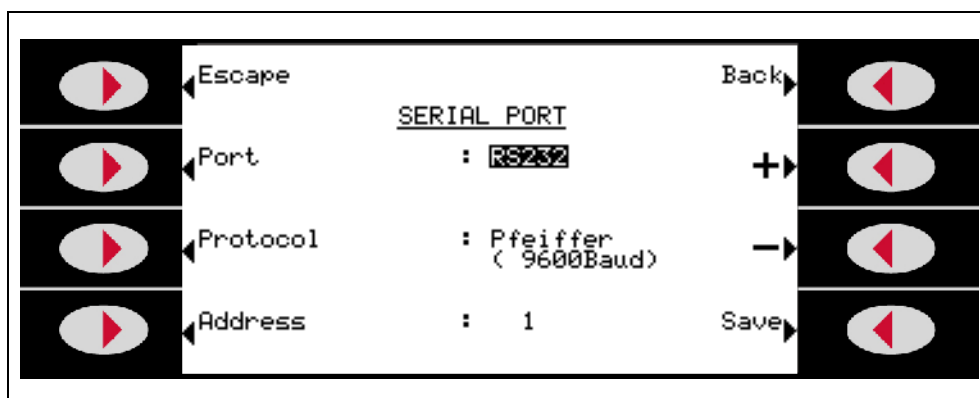 Escape Back
SERIAL PORT
Port : RS232 +
Protocol : Pfeiffer -
( 9600Baud)
Address : 1 Save